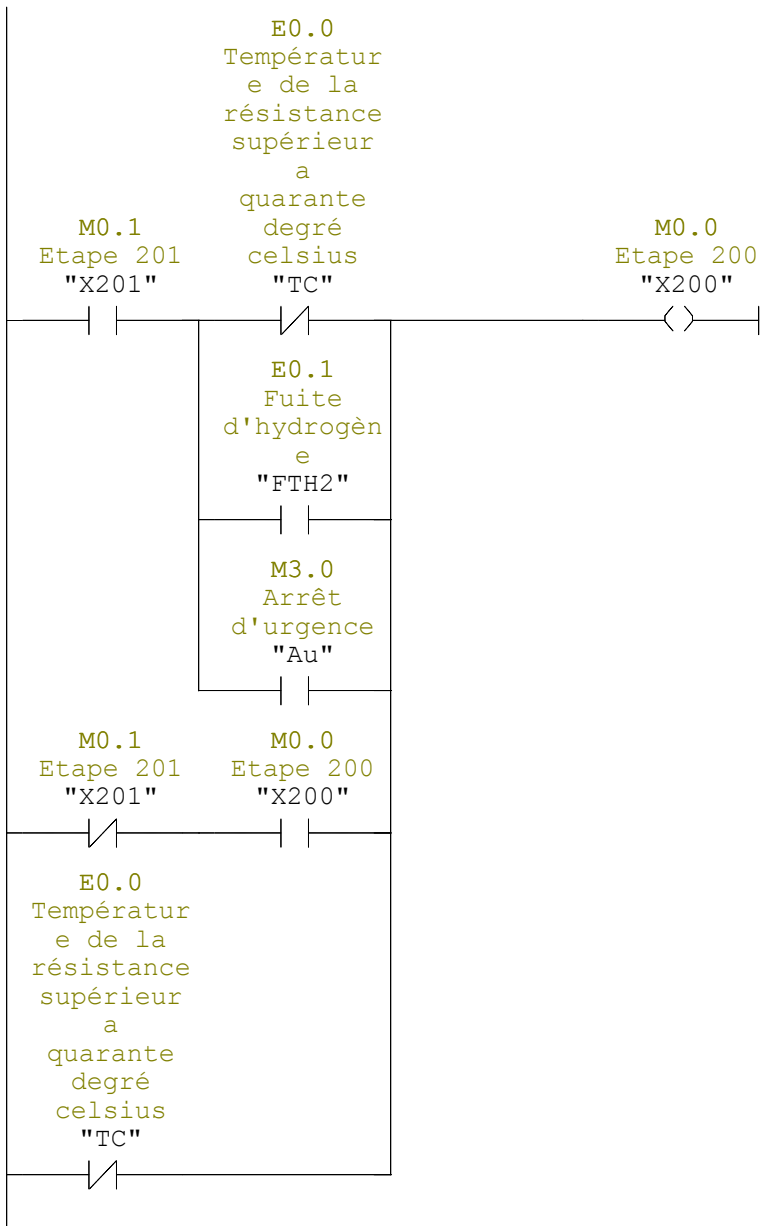 E0.0
Températur
e de la
résistance
supérieur
a
quarante
degré
celsius
"TC"
M0.1
Etape 201
"X201"
M0.0
Etape 200
"X200"
E0.1
Fuite
d'hydrogèn
e
"FTH2"
M3.0
Arrêt
d'urgence
"Au"
M0.1
Etape 201
"X201"
M0.0
Etape 200
"X200"
E0.0
Températur
e de la
résistance
supérieur
a
quarante
degré
celsius
"TC"